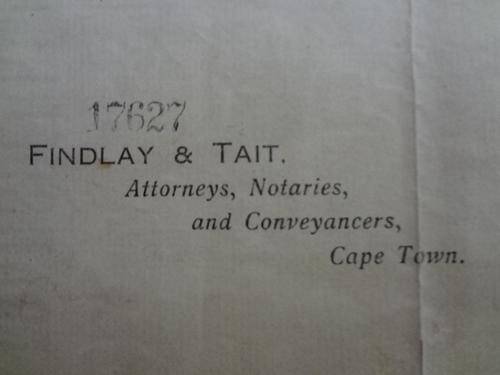 17627
FINDLAY & TAIT.
Attorneys, Notaries,
and Conveyancers,
Cape Town.